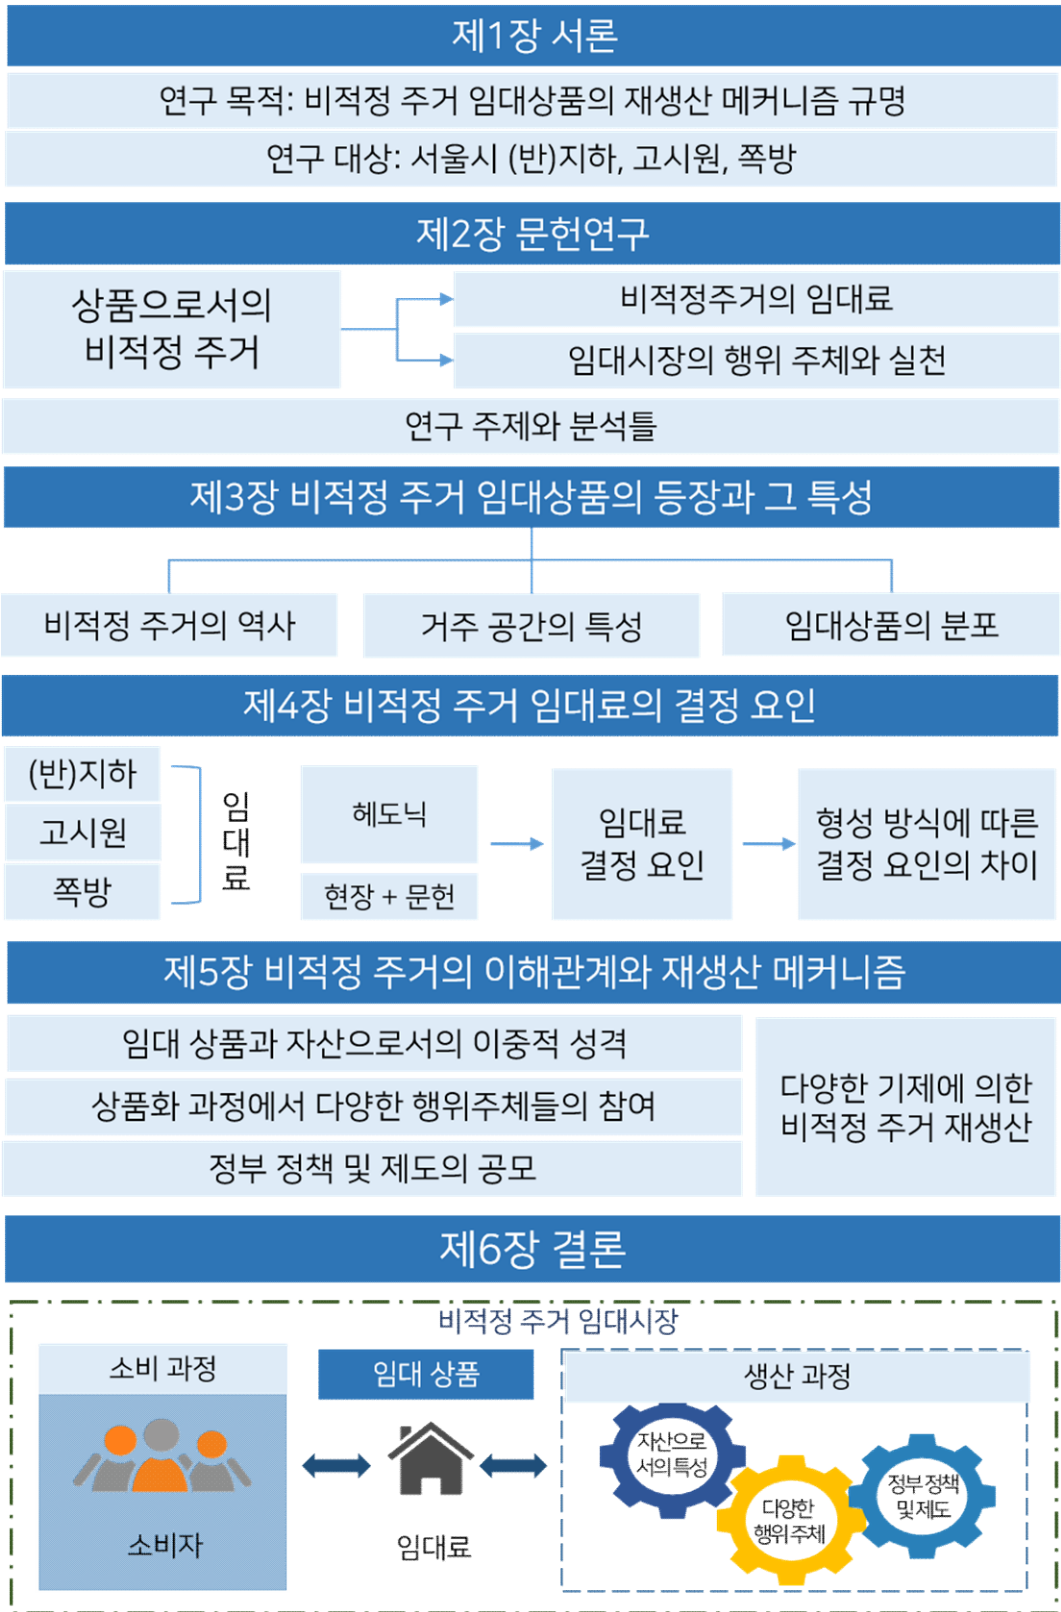 제1장 서론
연구 목적: 비적정 주거 임대상품의 재생산 메커니즘 규명
연구 대상: 서울시 (반)지하, 고시원, 쪽방
제2장 문헌연구
상품으로서의
비적정 주거
비적정주거의 임대료
임대시장의 행위 주체와 실천
연구 주제와 분석틀
제3장 비적정 주거 임대상품의 등장과 그 특성
비적정 주거의 역사
거주 공간의 특성
임대상품의 분포
제4장 비적정 주거 임대료의 결정 요인
(반)지하
고시원
쪽방
임
대
료
헤도닉
현장 + 문헌
임대료
결정 요인
형성 방식에 따른
결정 요인의 차이
제5장 비적정 주거의 이해관계와 재생산 메커니즘
임대 상품과 자산으로서의 이중적 성격
상품화 과정에서 다양한 행위주체들의 참여
정부 정책 및 제도의 공모
다양한 기제에 의한
비적정 주거 재생산
제6장 결론
비적정 주거 임대시장
소비 과정
소비자
임대 상품
임대료
생산 과정
자산으로
서의 특성
다양한
행위 주체
정부 정책
및 제도